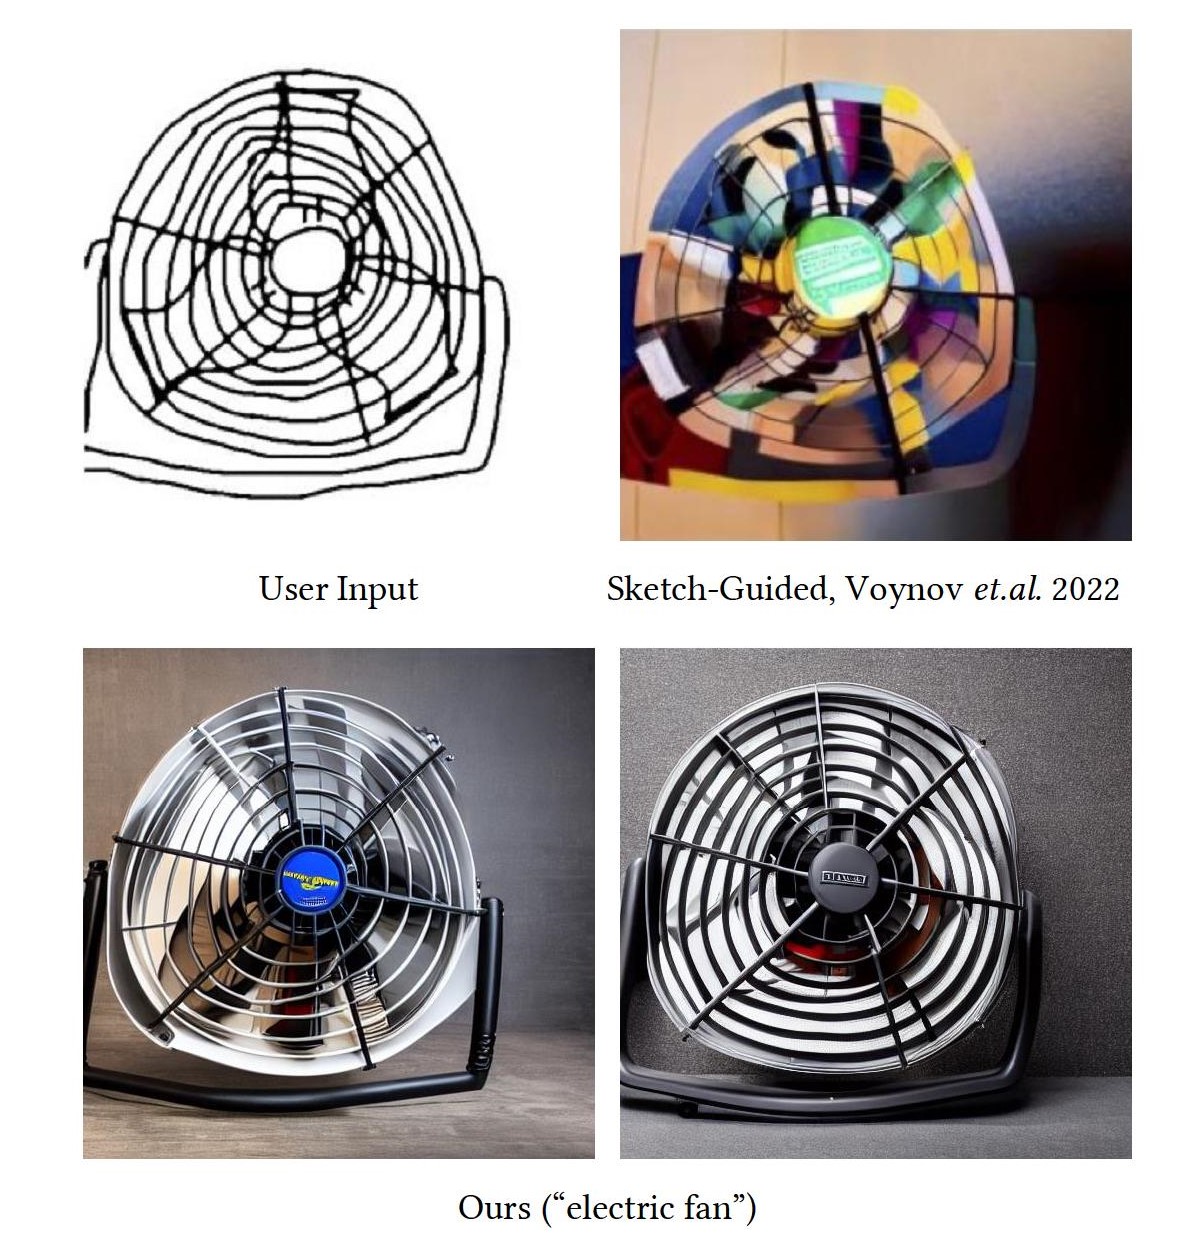 User Input
Sketch-Guided, Voynov et.al. 2022
Ours (“electric fan”)